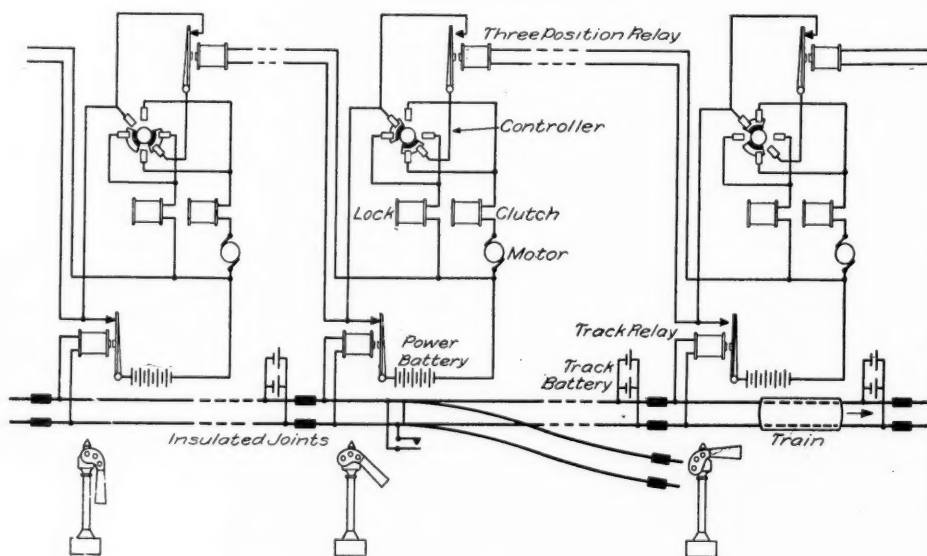 Three Position Relay
Controller
Lock
Clutch
Motor
Power
Battery
Track Relay
Track
Battery
Insulated Joints
Train